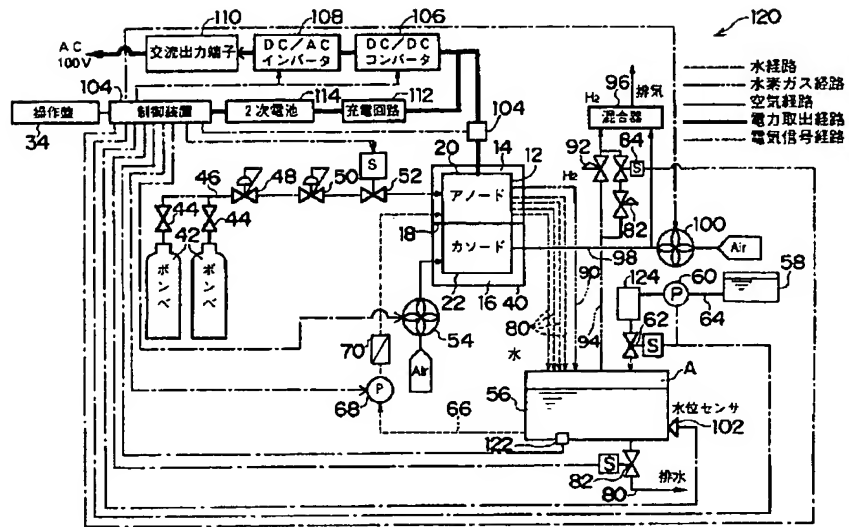 110
108
106
120
AC
100V
交流出力端子
DC/AC
インバータ
DC/DC
コンバータ
水経路
水素ガス経路
空気経路
電力取出経路
電気信号経路
104
114
112
96
排気
H₂
混合器
操作盤
制御装置
2次電池
充電回路
34
104
S
20
14
12
92
84
S
46
48
50
52
アノード
H₂
82
100
44
44
18
カソード
Air
42
98
124
60
58
ボンベ
ボンベ
22
16
40
90
P
54
80
94
62
64
水
S
70
Air
A
56
水位センサ
P
68
66
102
122
S
82
80
排水